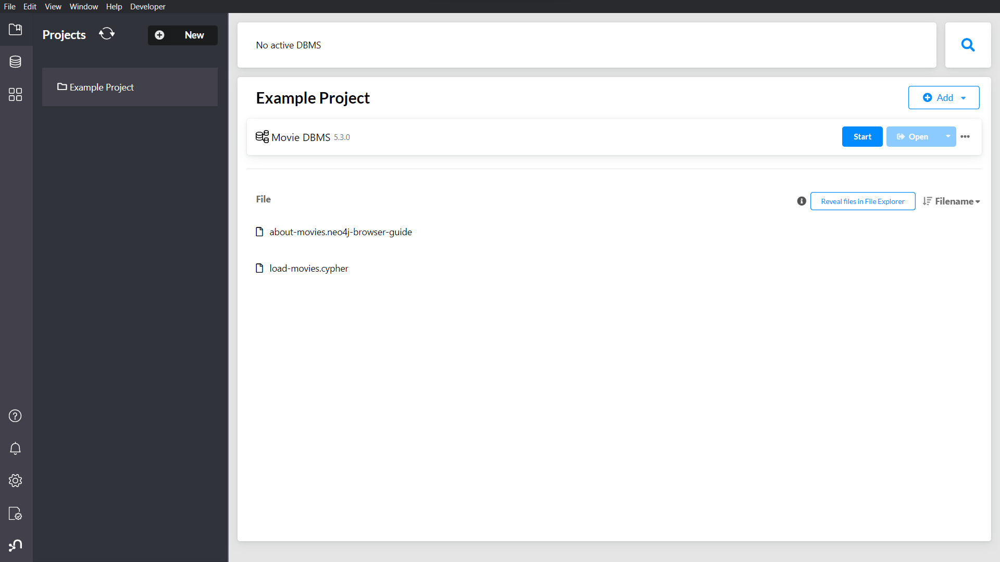 File Edit View Window Help Developer
Projects
New
Example Project
No active DBMS
Example Project
Add
Movie DBMS 5.3.0
Start
Open
File
Reveal files in File Explorer
Filename
about-movies.neo4j-browser-guide
load-movies.cypher